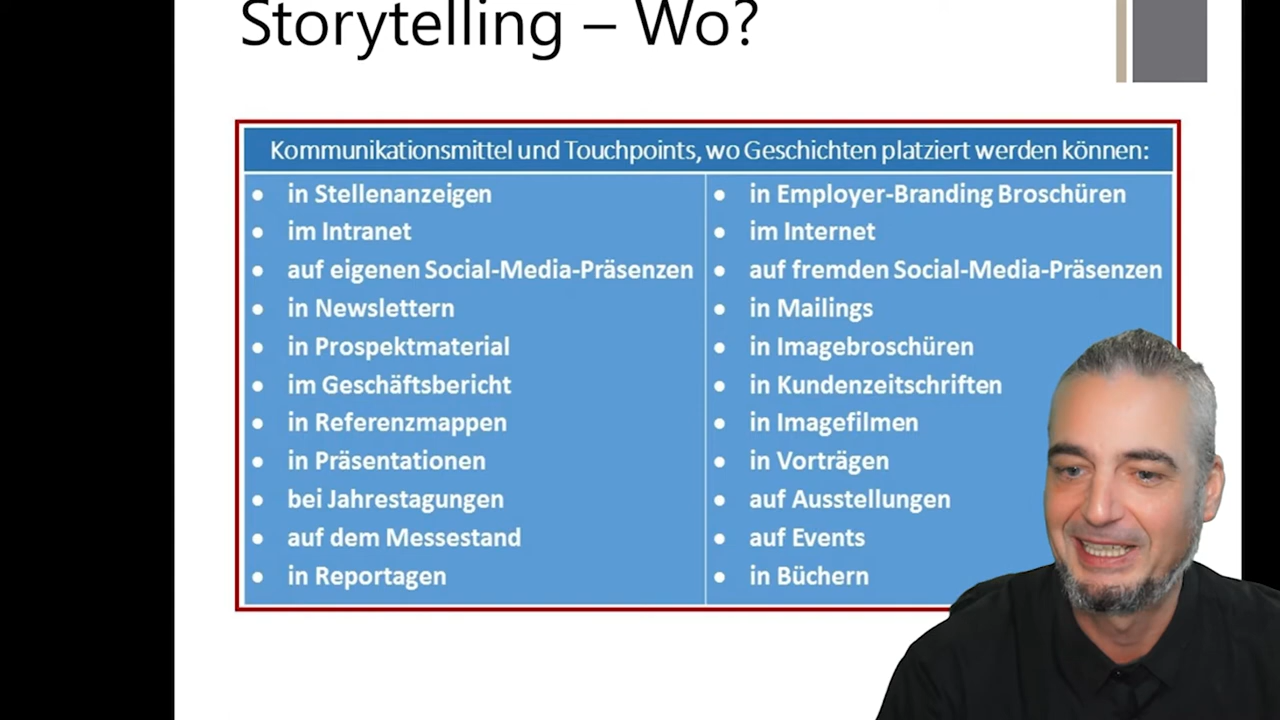 Storytelling – Wo?
Kommunikationsmittel und Touchpoints, wo Geschichten platziert werden können:
• in Stellenanzeigen
• im Intranet
• auf eigenen Social-Media-Präsenzen
• in Newslettern
• in Prospektmaterial
• im Geschäftsbericht
• in Referenzmappen
• in Präsentationen
• bei Jahrestagungen
• auf dem Messestand
• in Reportagen
• in Employer-Branding Broschüren
• im Internet
• auf fremden Social-Media-Präsenzen
• in Mailings
• in Imagebroschüren
• in Kundenzeitschriften
• in Imagefilmen
• in Vorträgen
• auf Ausstellungen
• auf Events
• in Büchern